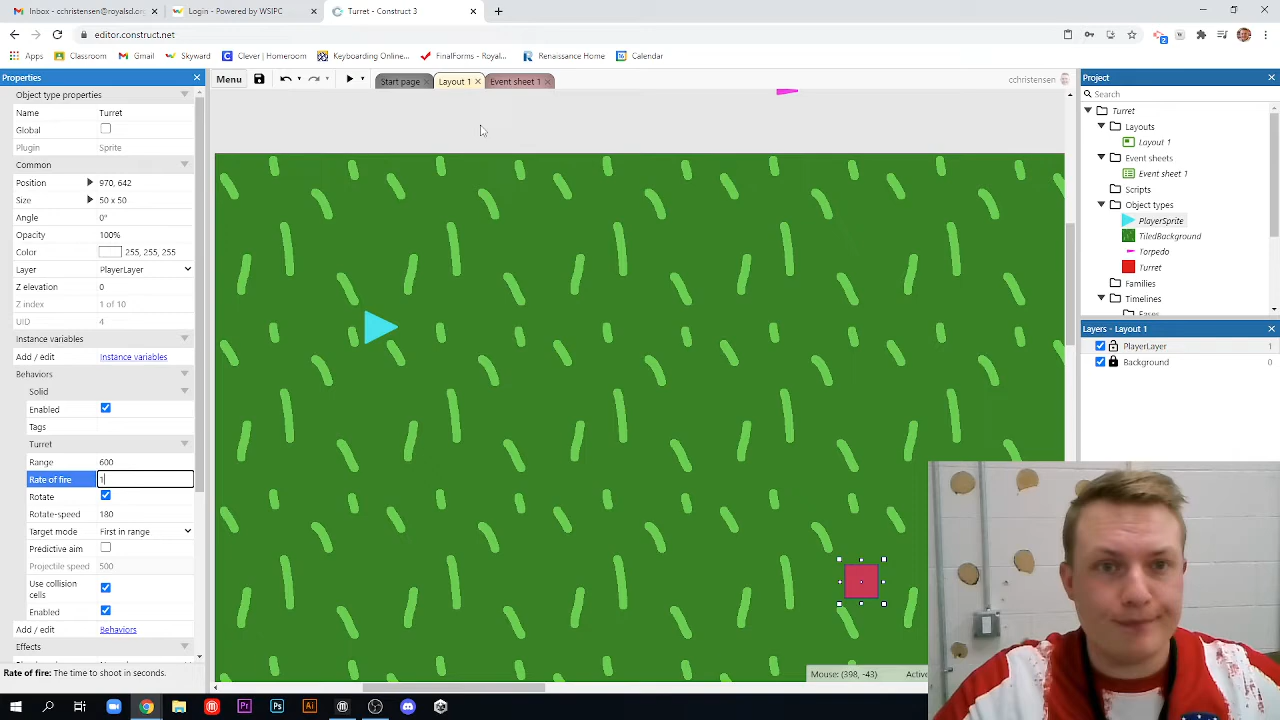 Inbox - cchristensen@royalsd.org
Login - Powered by WSIPC
Turret - Construct 3
editor.construct.net
Apps
Classroom
Gmail
Skyward
Clever | Homeroom
Keyboarding Online...
FinalForms - Royal...
Renaissance Home
Calendar
Properties
Menu
Start page
Layout 1
Event sheet 1
cchristensen
Project
Object type properties
Name Turret
Global
Plugin Sprite
Common
Position 970, 642
Size 50 x 50
Angle 0°
Opacity 100%
Color 255, 255, 255
Layer PlayerLayer
Z elevation 0
Z index 1 of 10
UID 4
Instance variables
Add / edit Instance variables
Behaviors
Solid
Enabled
Tags
Turret
Range 600
Rate of fire 1
Rotate
Rotate-speed 180
Target mode First in range
Predictive aim
Projectile speed 500
Use collision
cells
Enabled
Add / edit Behaviors
Effects
Rate of fire: The time to shoot in seconds.
Search
Turret
Layouts
Layout 1
Event sheets
Event sheet 1
Scripts
Object types
PlayerSprite
TiledBackground
Torpedo
Turret
Families
Timelines
Layers - Layout 1
PlayerLayer 1
Background 0
Mouse: (398, -43)